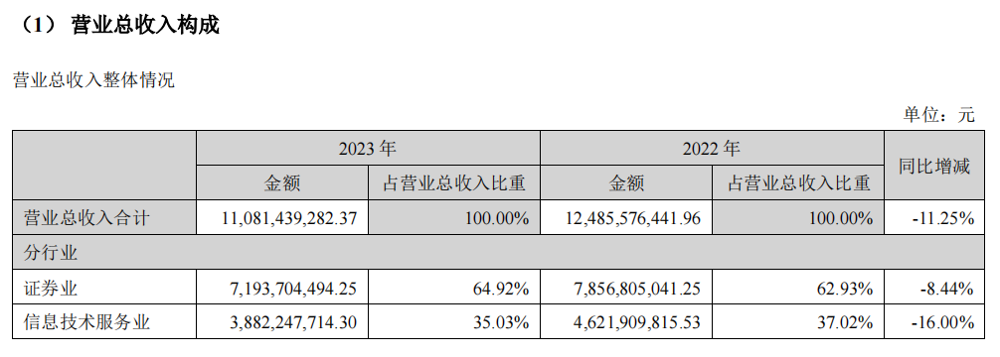 （1） 营业总收入构成
营业总收入整体情况
单位：元
2023 年 2022 年 同比增减
金额 占营业总收入比重 金额 占营业总收入比重
营业总收入合计 11,081,439,282.37 100.00% 12,485,576,441.96 100.00% -11.25%
分行业
证券业 7,193,704,494.25 64.92% 7,856,805,041.25 62.93% -8.44%
信息技术服务业 3,882,247,714.30 35.03% 4,621,909,815.53 37.02% -16.00%